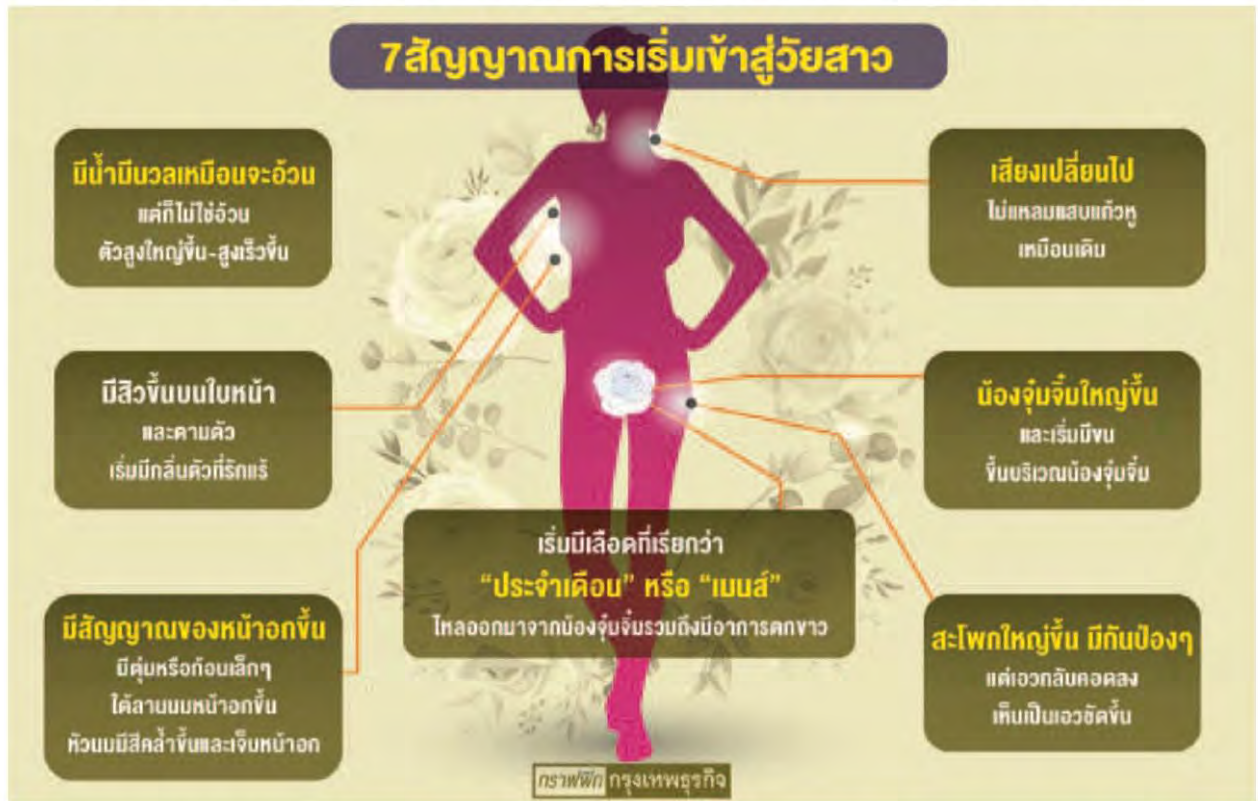 7สัญญาณการเริ่มเข้าสู่วัยสาว
มีน้ำมีนวลเหมือนจะอ้วน
แต่ก็ไม่ใช่อ้วน
ตัวสูงใหญ่ขึ้น-สูงเร็วขึ้น
เสียงเปลี่ยนไป
ไม่แหลมแสบแก้วหู
เหมือนเดิม
มีสิวขึ้นบนใบหน้า
และตามตัว
เริ่มมีกลิ่นตัวที่รักแร้
น้องจุ๋มจิ๋มใหญ่ขึ้น
และเริ่มมีขน
ขึ้นบริเวณน้องจุ๋มจิ๋ม
เริ่มมีเลือดที่เรียกว่า
“ประจำเดือน” หรือ “เมนส์”
ไหลออกมาจากน้องจุ๋มจิ๋มรวมถึงมีอาการตกขาว
มีสัญญาณของหน้าอกขึ้น
มีตุ่มหรือก้อนเล็กๆ
ใต้ลานนมหน้าอกขึ้น
หัวนมมีสีคล้ำขึ้นและเจ็บหน้าอก
สะโพกใหญ่ขึ้น มีก้นป่องๆ
แต่เอวกลับคอดลง
เห็นเป็นเอวชัดขึ้น
กราฟฟิก กรุงเทพธุรกิจ